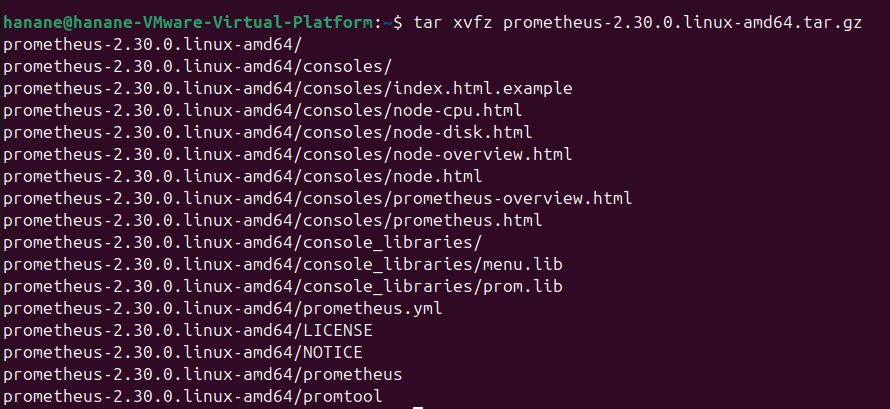 hanane@hanane-VMware-Virtual-Platform:~$ tar xvfz prometheus-2.30.0.linux-amd64.tar.gz
prometheus-2.30.0.linux-amd64/
prometheus-2.30.0.linux-amd64/consoles/
prometheus-2.30.0.linux-amd64/consoles/index.html.example
prometheus-2.30.0.linux-amd64/consoles/node-cpu.html
prometheus-2.30.0.linux-amd64/consoles/node-disk.html
prometheus-2.30.0.linux-amd64/consoles/node-overview.html
prometheus-2.30.0.linux-amd64/consoles/node.html
prometheus-2.30.0.linux-amd64/consoles/prometheus-overview.html
prometheus-2.30.0.linux-amd64/consoles/prometheus.html
prometheus-2.30.0.linux-amd64/console_libraries/
prometheus-2.30.0.linux-amd64/console_libraries/menu.lib
prometheus-2.30.0.linux-amd64/console_libraries/prom.lib
prometheus-2.30.0.linux-amd64/prometheus.yml
prometheus-2.30.0.linux-amd64/LICENSE
prometheus-2.30.0.linux-amd64/NOTICE
prometheus-2.30.0.linux-amd64/prometheus
prometheus-2.30.0.linux-amd64/promtool